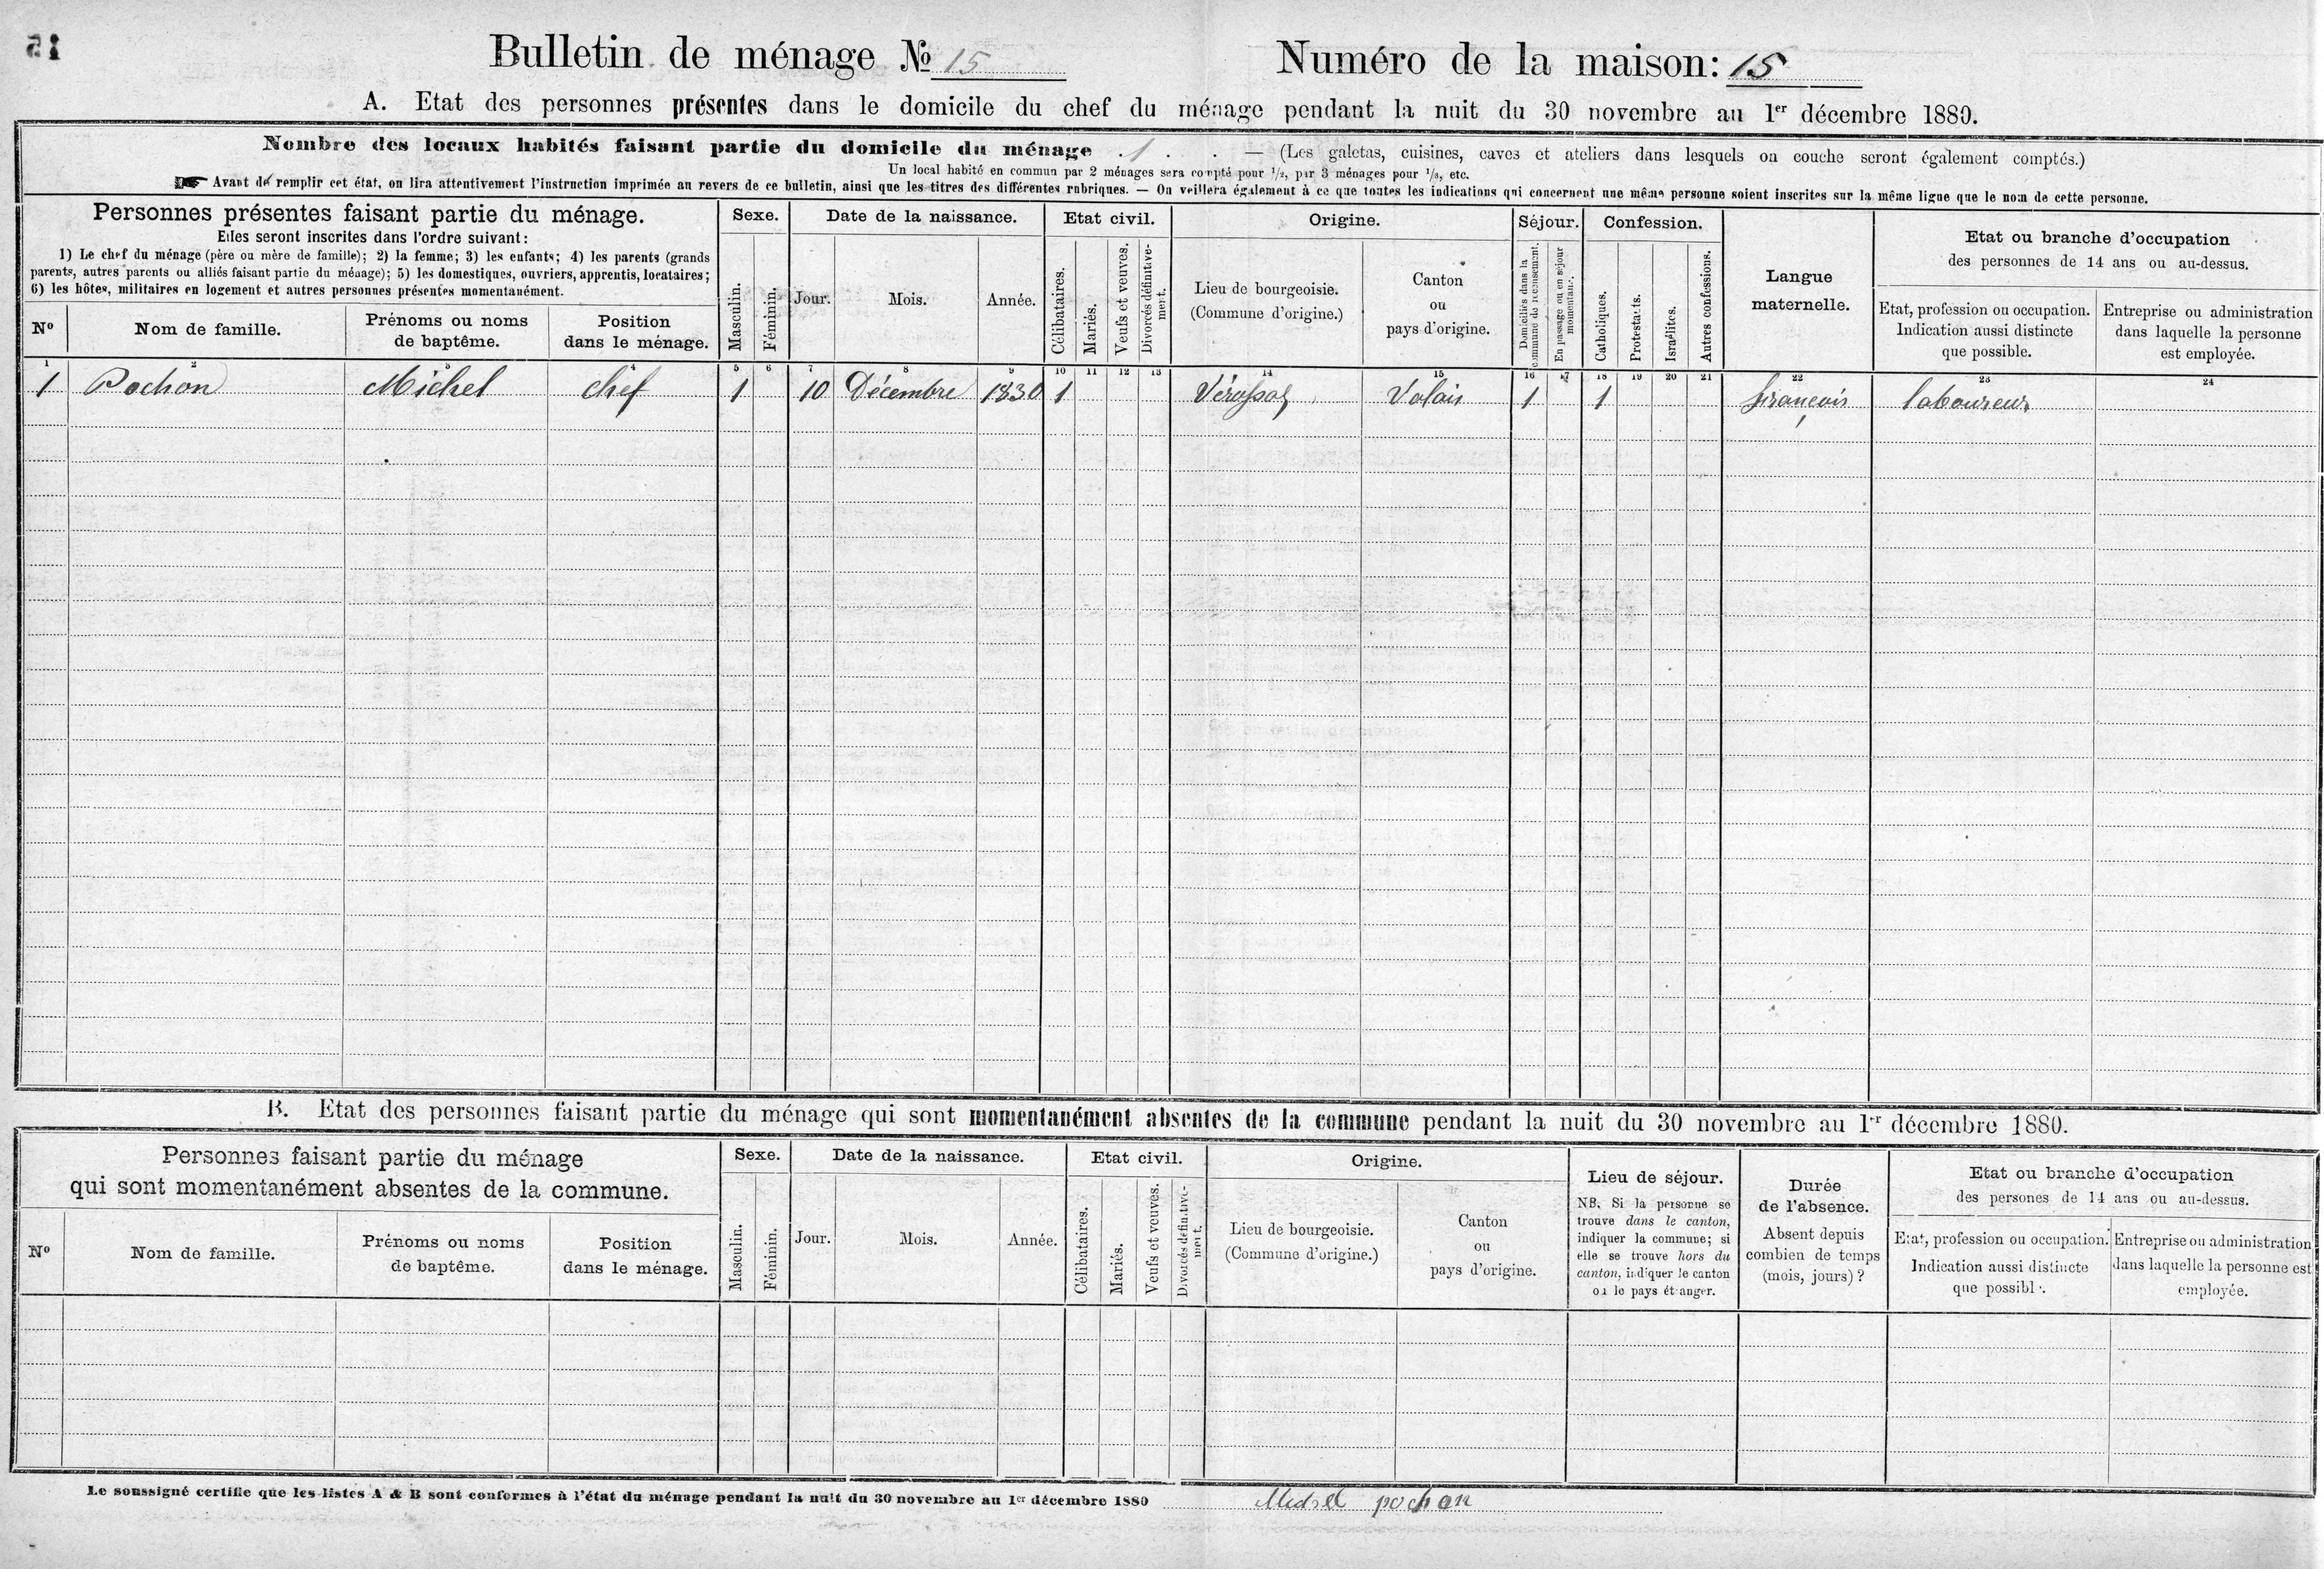 15
Bulletin de ménage № 15
Numéro de la maison: 15
A. Etat des personnes présentes dans le domicile du chef du ménage pendant la nuit du 30 novembre au 1er décembre 1880.
Nombre des locaux habités faisant partie du domicile du ménage . 1 . . — (Les galetas, cuisines, caves et ateliers dans lesquels on couche seront également comptés.)
Un local habité en commun par 2 ménages sera compté pour 1/2, par 3 ménages pour 1/3, etc.
Avant de remplir cet état, on lira attentivement l'instruction imprimée au revers de ce bulletin, ainsi que les titres des différentes rubriques. — On veillera également à ce que toutes les indications qui concernent une même personne soient inscrites sur la même ligne que le nom de cette personne.
Personnes présentes faisant partie du ménage.
Elles seront inscrites dans l'ordre suivant:
1) Le chef du ménage (père ou mère de famille); 2) la femme; 3) les enfants; 4) les parents (grands
parents, autres parents ou alliés faisant partie du ménage); 5) les domestiques, ouvriers, apprentis, locataires;
6) les hôtes, militaires en logement et autres personnes présentes momentanément.
Nº
Nom de famille.
Prénoms ou noms
de baptême.
Position
dans le ménage.
Sexe.
Masculin.
Féminin.
Date de la naissance.
Jour.
Mois.
Année.
Etat civil.
Célibataires.
Mariés.
Veufs et veuves.
Divorcés définitive-
ment.
Origine.
Lieu de bourgeoisie.
(Commune d'origine.)
Canton
ou
pays d'origine.
Séjour.
Domiciliés dans la
commune de recensement.
En passage ou en séjour
momentané.
Confession.
Catholiques.
Protestants.
Israélites.
Autres confessions.
Langue
maternelle.
Etat ou branche d'occupation
des personnes de 14 ans ou au-dessus.
Etat, profession ou occupation.
Indication aussi distincte
que possible.
Entreprise ou administration
dans laquelle la personne
est employée.
1 2 3 4 5 6 7 8 9 10 11 12 13 14 15 16 17 18 19 20 21 22 23 24
1 Pochon Michel chef 1 10 Décembre 1830 1 Vérossaz Valais 1 1 français laboureur
B. Etat des personnes faisant partie du ménage qui sont momentanément absentes de la commune pendant la nuit du 30 novembre au 1er décembre 1880.
Personnes faisant partie du ménage
qui sont momentanément absentes de la commune.
Nº
Nom de famille.
Prénoms ou noms
de baptême.
Position
dans le ménage.
Sexe.
Masculin.
Féminin.
Date de la naissance.
Jour.
Mois.
Année.
Etat civil.
Célibataires.
Mariés.
Veufs et veuves.
Divorcés définitive-
ment.
Origine.
Lieu de bourgeoisie.
(Commune d'origine.)
Canton
ou
pays d'origine.
Lieu de séjour.
NB. Si la personne se
trouve dans le canton,
indiquer la commune; si
elle se trouve hors du
canton, indiquer le canton
ou le pays étranger.
Durée
de l'absence.
Absent depuis
combien de temps
(mois, jours)?
Etat ou branche d'occupation
des persones de 14 ans ou au-dessus.
Etat, profession ou occupation.
Indication aussi distincte
que possible.
Entreprise ou administration
dans laquelle la personne est
employée.
Le soussigné certifie que les listes A & B sont conformes à l'état du ménage pendant la nuit du 30 novembre au 1er décembre 1880 Michel pochon